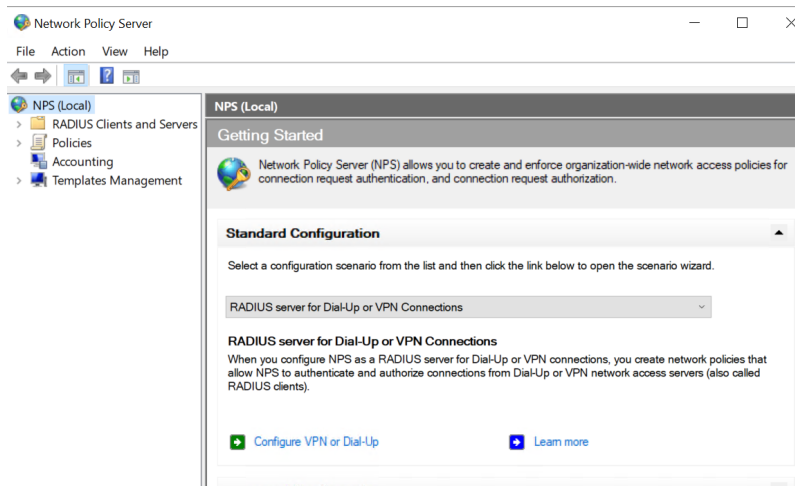 Network Policy Server
File Action View Help
NPS (Local)
RADIUS Clients and Servers
Policies
Accounting
Templates Management
NPS (Local)
Getting Started
Network Policy Server (NPS) allows you to create and enforce organization-wide network access policies for
connection request authentication, and connection request authorization.
Standard Configuration
Select a configuration scenario from the list and then click the link below to open the scenario wizard.
RADIUS server for Dial-Up or VPN Connections
RADIUS server for Dial-Up or VPN Connections
When you configure NPS as a RADIUS server for Dial-Up or VPN connections, you create network policies that
allow NPS to authenticate and authorize connections from Dial-Up or VPN network access servers (also called
RADIUS clients).
Configure VPN or Dial-Up
Learn more